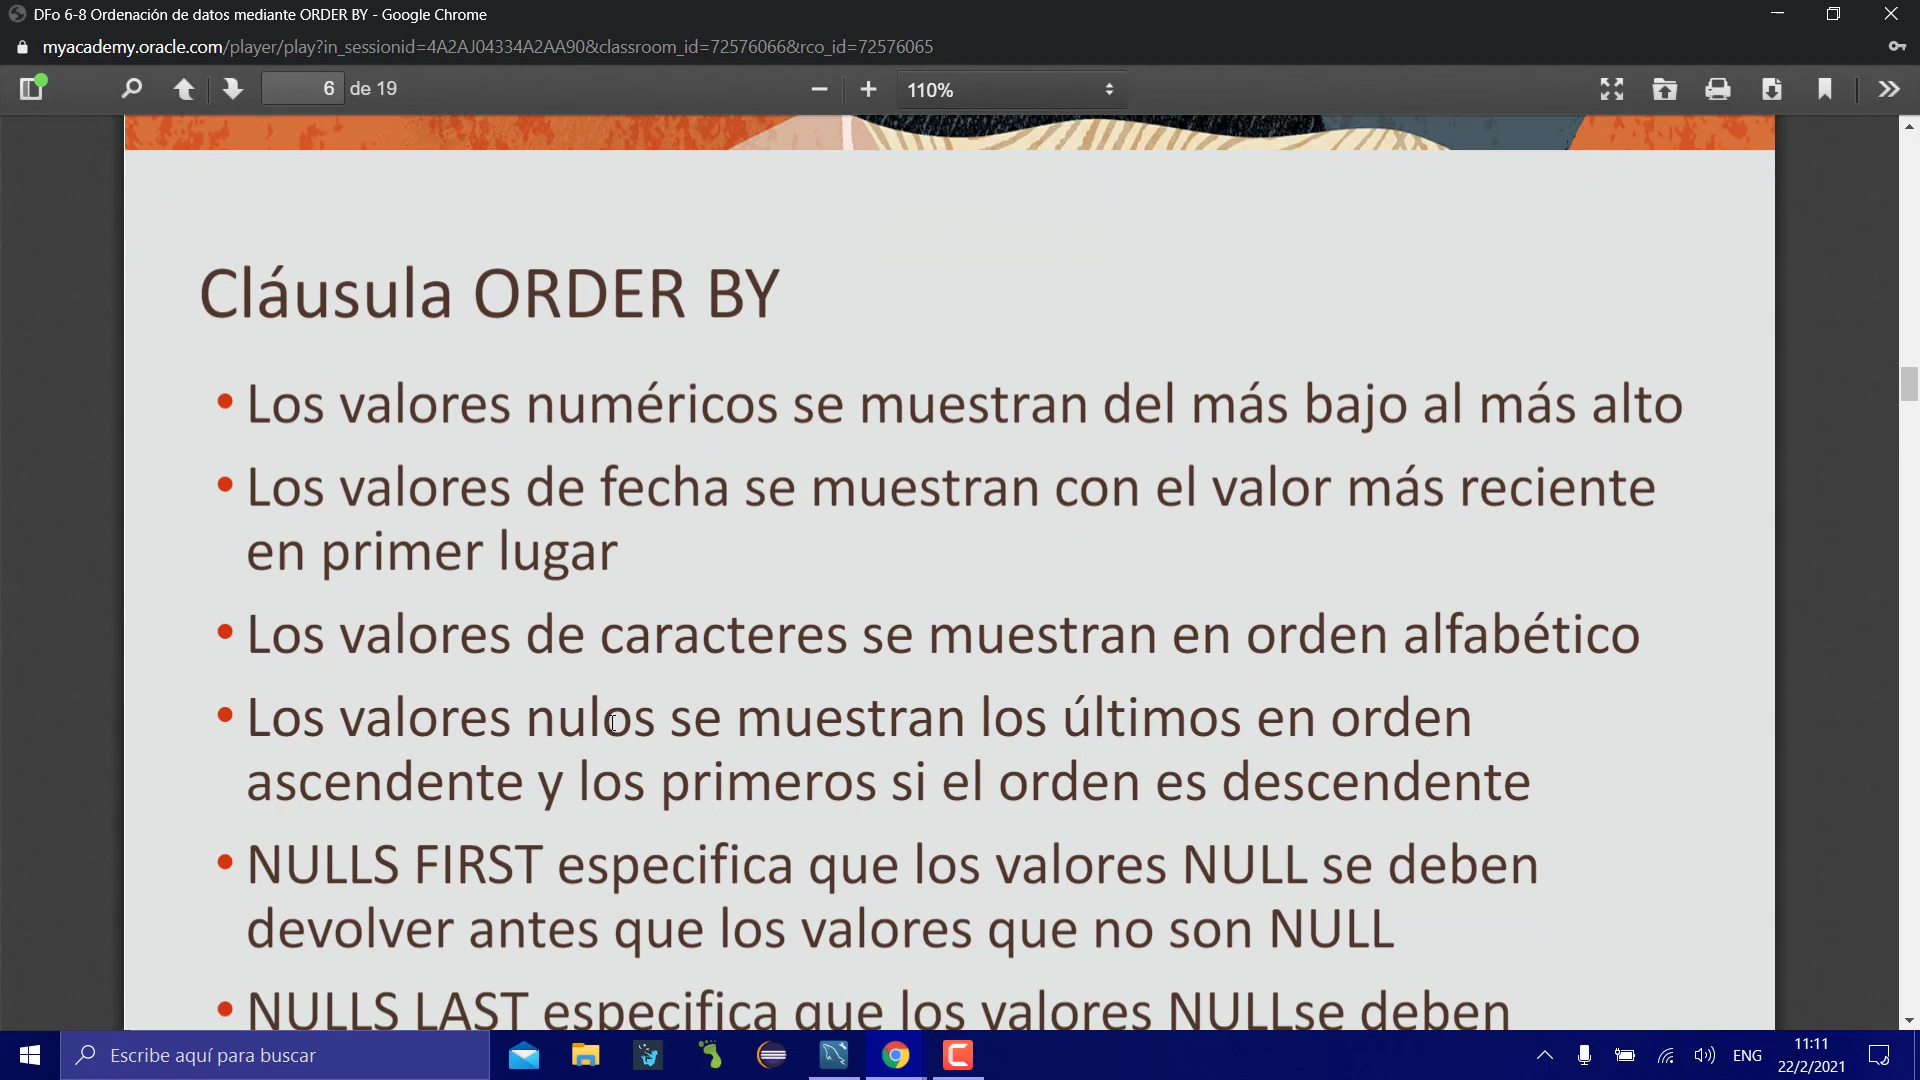 DFo 6-8 Ordenación de datos mediante ORDER BY - Google Chrome
myacademy.oracle.com/player/play?in_sessionid=4A2AJ04334A2AA90&classroom_id=72576066&rco_id=72576065
6 de 19
110%
Cláusula ORDER BY
• Los valores numéricos se muestran del más bajo al más alto
• Los valores de fecha se muestran con el valor más reciente
en primer lugar
• Los valores de caracteres se muestran en orden alfabético
• Los valores nulos se muestran los últimos en orden
ascendente y los primeros si el orden es descendente
• NULLS FIRST especifica que los valores NULL se deben
devolver antes que los valores que no son NULL
• NULLS LAST especifica que los valores NULLse deben
Escribe aquí para buscar
ENG
11:11
22/2/2021